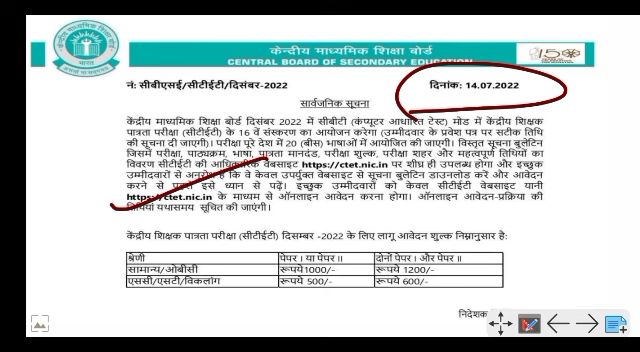 केन्द्रीय माध्यमिक शिक्षा बोर्ड
CENTRAL BOARD OF SECONDARY EDUCATION
नं: सीबीएसई/सीटीईटी/दिसंबर-2022 दिनांक: 14.07.2022
सार्वजनिक सूचना
केंद्रीय माध्यमिक शिक्षा बोर्ड दिसंबर 2022 में सीबीटी (कंप्यूटर आधारित टेस्ट) मोड में केंद्रीय शिक्षक
पात्रता परीक्षा (सीटीईटी) के 16 वें संस्करण का आयोजन करेगा (उम्मीदवार के प्रवेश पत्र पर सटीक तिथि
की सूचना दी जाएगी)। परीक्षा पूरे देश में 20 (बीस) भाषाओं में आयोजित की जाएगी। विस्तृत सूचना बुलेटिन
जिसमें परीक्षा, पाठ्यक्रम, भाषा, पात्रता मानदंड, परीक्षा शुल्क, परीक्षा शहर और महत्वपूर्ण तिथियों का
विवरण सीटीईटी की आधिकारिक वेबसाइट https://ctet.nic.in पर शीघ्र ही उपलब्ध होगा और इच्छुक
उम्मीदवारों से अनुरोध है कि वे केवल उपर्युक्त वेबसाइट से सूचना बुलेटिन डाउनलोड करें और आवेदन
करने से पहले इसे ध्यान से पढ़ें। इच्छुक उम्मीदवारों को केवल सीटीईटी वेबसाइट यानी
https://ctet.nic.in के माध्यम से ऑनलाइन आवेदन करना होगा। ऑनलाइन आवेदन-प्रक्रिया की
तिथियां यथासमय सूचित की जाएंगी।
केंद्रीय शिक्षक पात्रता परीक्षा (सीटीईटी) दिसम्बर -2022 के लिए लागू आवेदन शुल्क निम्नानुसार है:
श्रेणी पेपर I या पेपर II दोनों पेपर I और पेपर II
सामान्य/ओबीसी रूपये1000/- रूपये 1200/-
एससी/एसटी/विकलांग रूपये 500/- रूपये 600/-
निदेशक